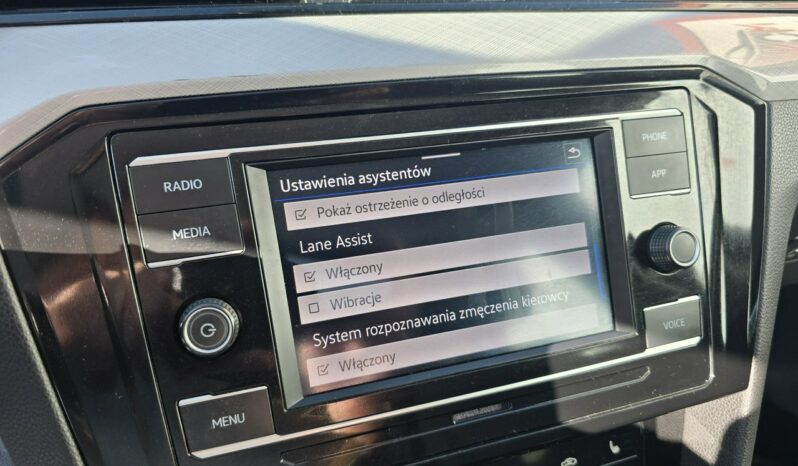 RADIO
MEDIA
MENU
Ustawienia asystentów
Pokaż ostrzeżenie o odległości
Lane Assist
Włączony
Wibracje
System rozpoznawania zmęczenia kierowcy
Włączony
PHONE
APP
VOICE